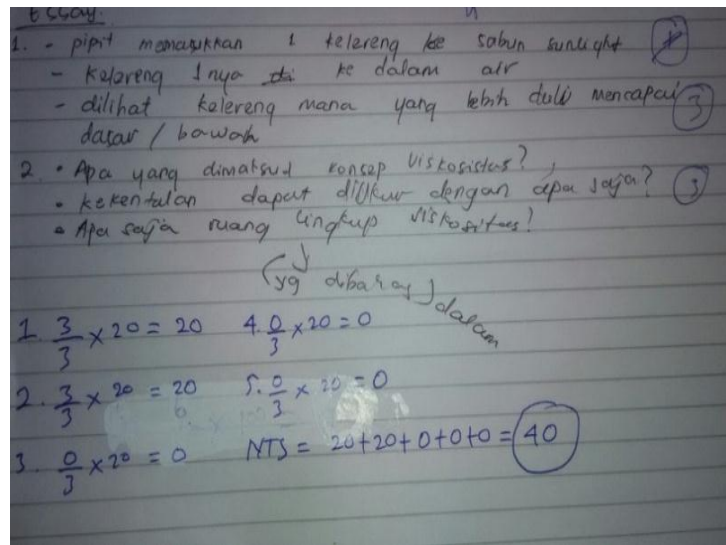 Essay.
1. - pipit memasukkan 1 kelereng ke sabun sunlight
- Kelereng 1nya ke dalam air
- dilihat kelereng mana yang lebih dulu mencapai 3
dasar / bawah
2. • Apa yang dimaksud konsep viskositas?
• kekentalan dapat diukur dengan apa saja? 3
• Apa saja ruang lingkup viskositas?
(yg dibahas) dalam
1. 3/3 × 20 = 20 4. 0/3 × 20 = 0
2. 3/3 × 20 = 20 5. 0/3 × 20 = 0
3. 0/3 × 20 = 0 NTS = 20+20+0+0+0 = 40